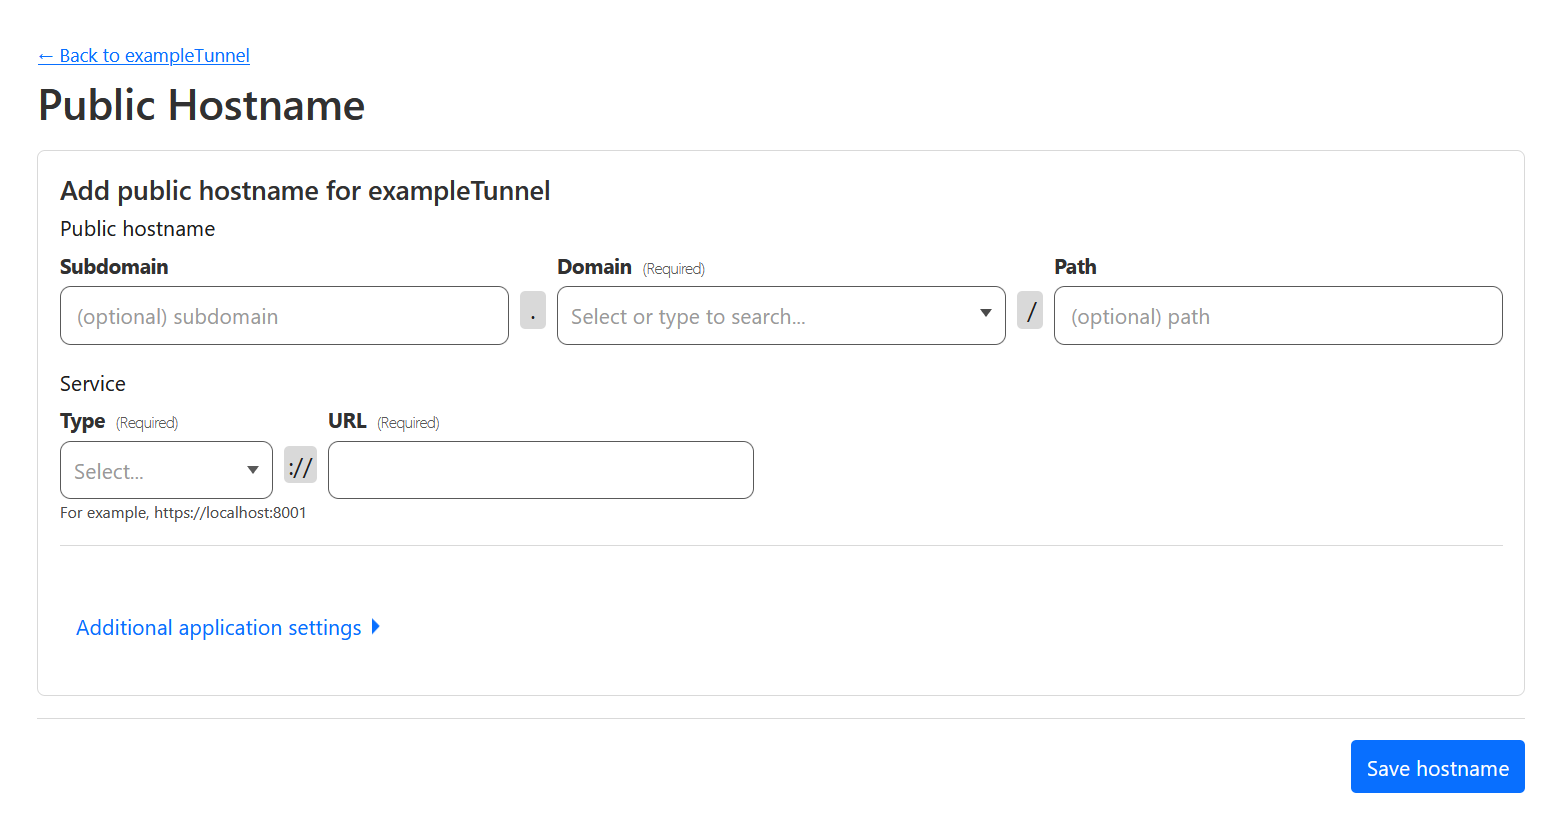 ← Back to exampleTunnel
Public Hostname
Add public hostname for exampleTunnel
Public hostname
Subdomain Domain (Required) Path
(optional) subdomain . Select or type to search... / (optional) path
Service
Type (Required) URL (Required)
Select... ://
For example, https://localhost:8001
Additional application settings
Save hostname